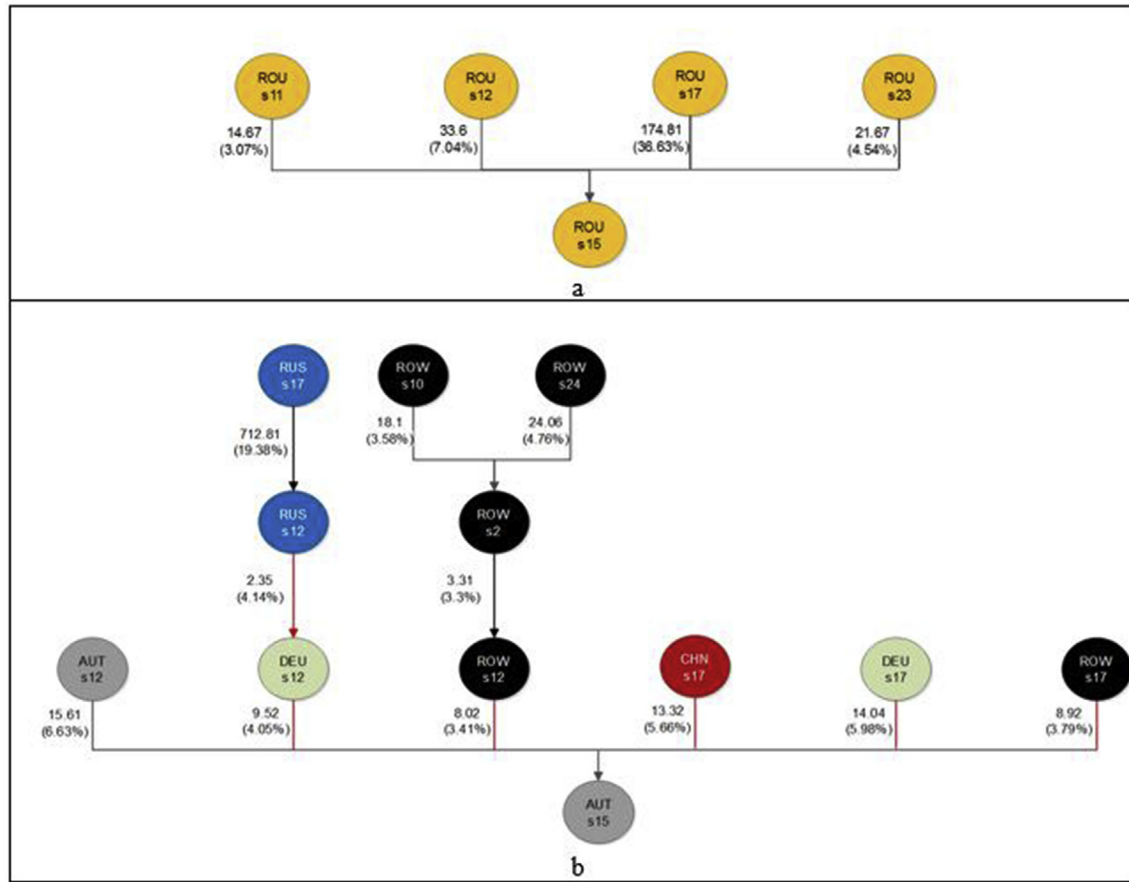 ROU
s11
ROU
s12
ROU
s17
ROU
s23
14.67
(3.07%)
33.6
(7.04%)
174.81
(36.63%)
21.67
(4.54%)
ROU
s15
a
RUS
s17
ROW
s10
ROW
s24
712.81
(19.38%)
18.1
(3.58%)
24.06
(4.76%)
RUS
s12
ROW
s2
2.35
(4.14%)
3.31
(3.3%)
AUT
s12
DEU
s12
ROW
s12
CHN
s17
DEU
s17
ROW
s17
15.61
(6.63%)
9.52
(4.05%)
8.02
(3.41%)
13.32
(5.66%)
14.04
(5.98%)
8.92
(3.79%)
AUT
s15
b